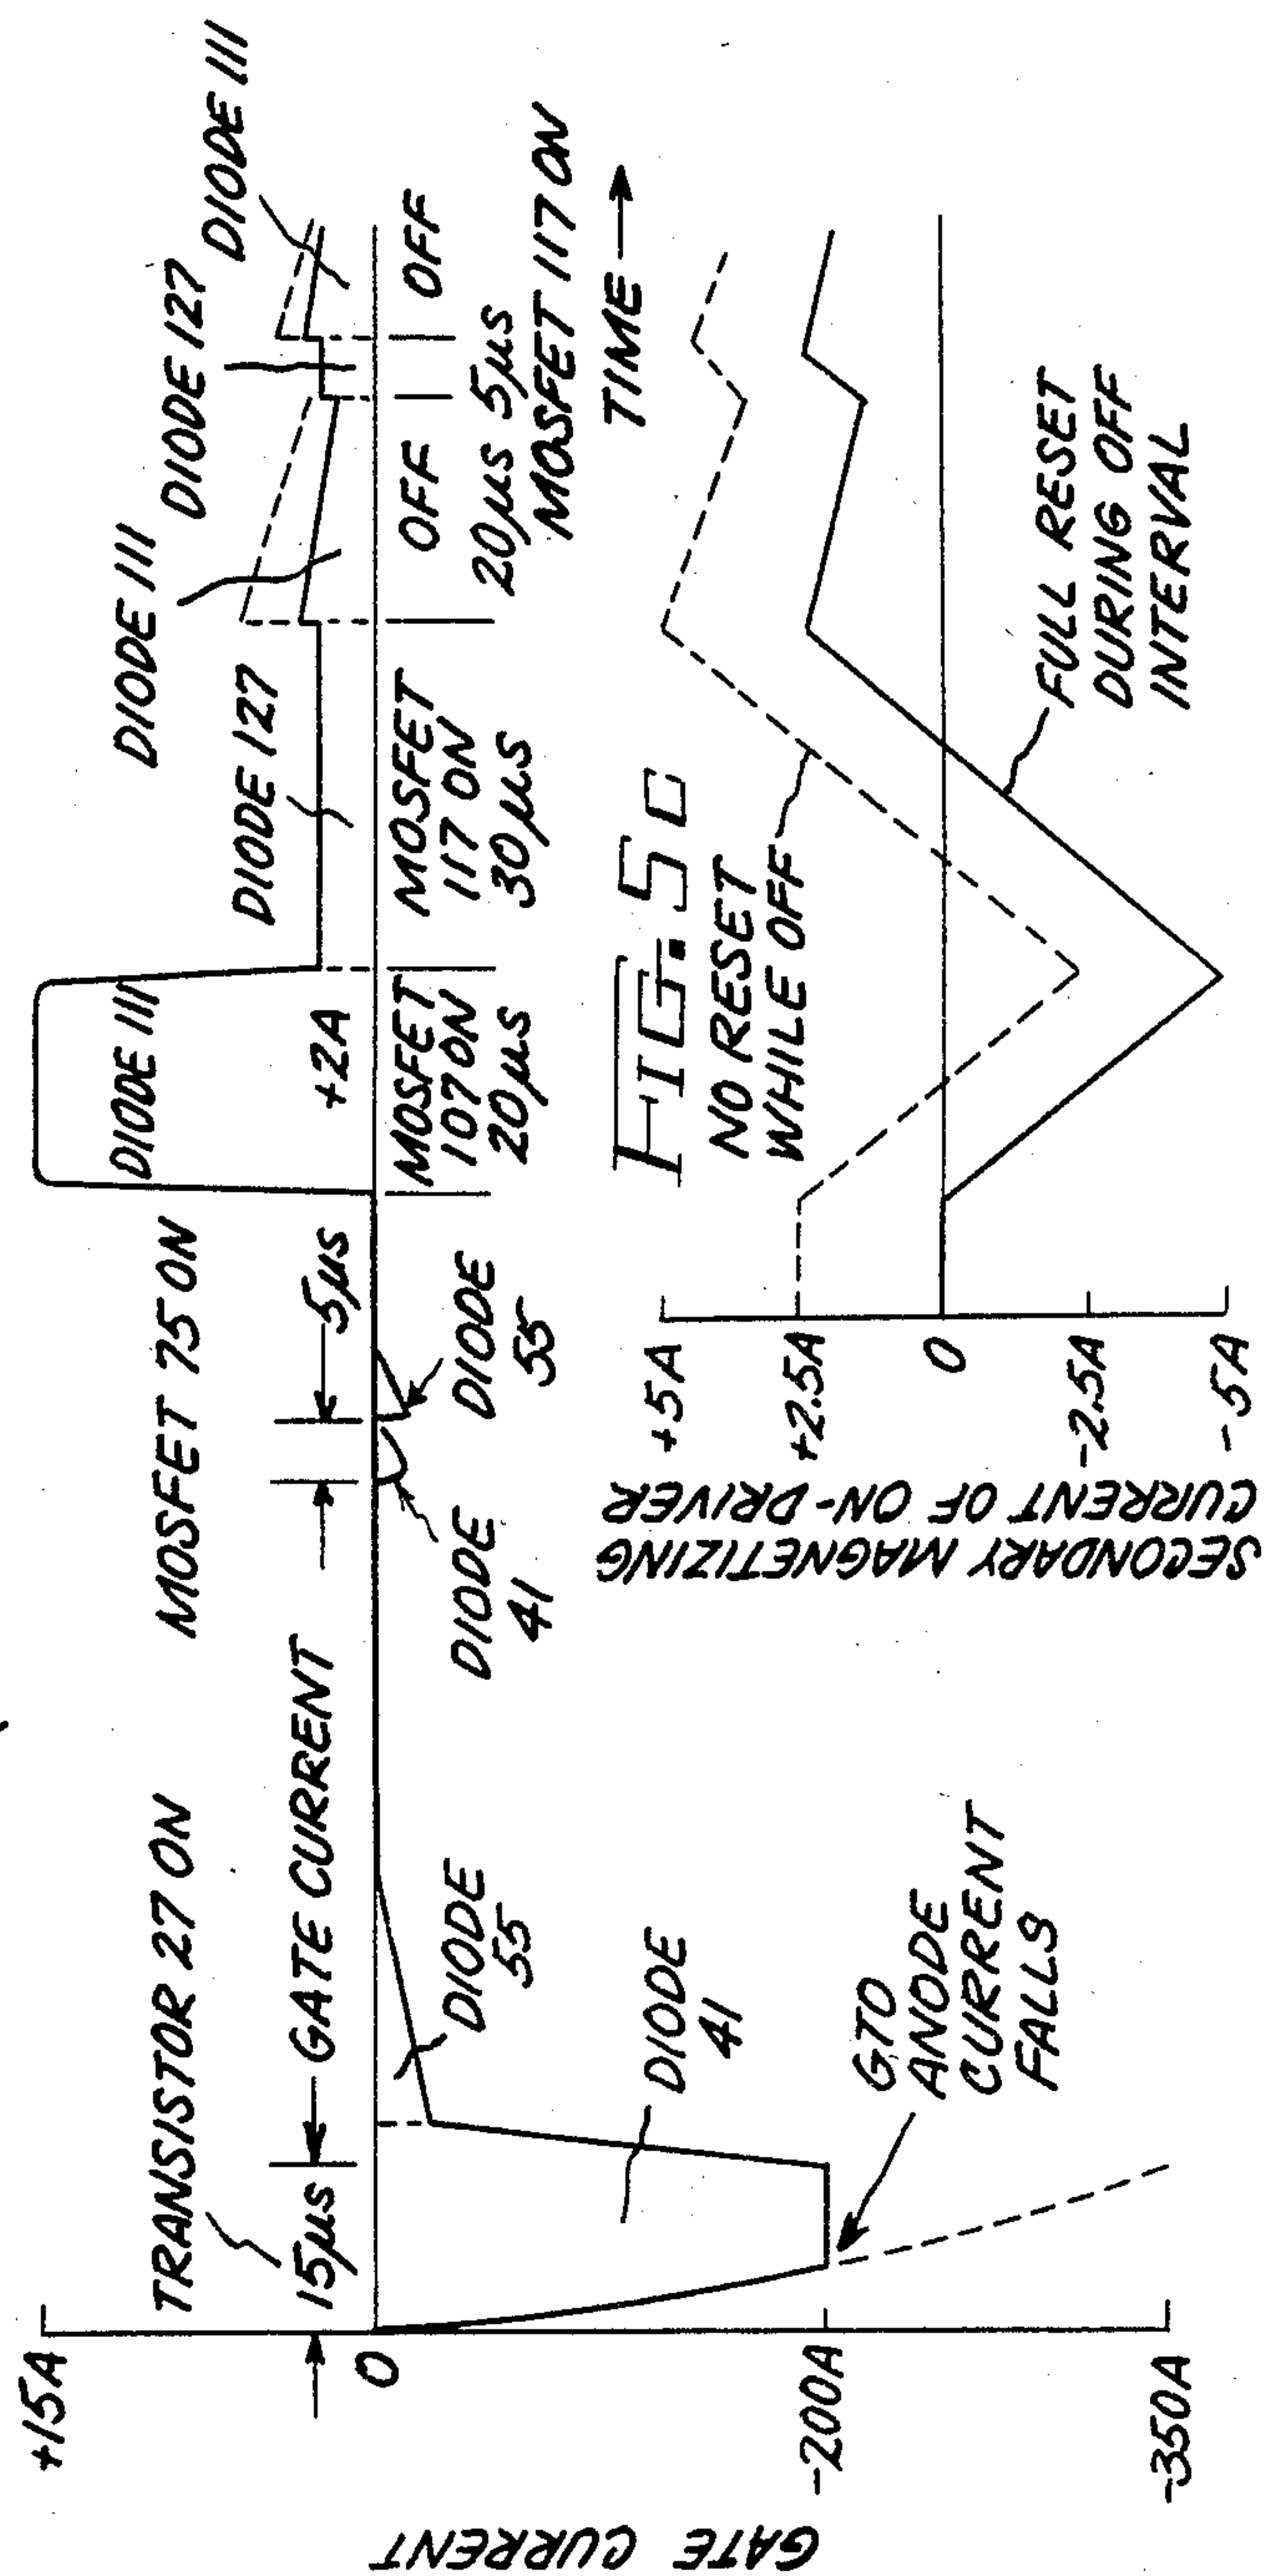 +15A
0
-200A
-350A
GATE CURRENT
TRANSISTOR 27 ON
15µs
GATE CURRENT
DIODE
55
DIODE
41
GTO
ANODE
CURRENT
FALLS
MOSFET 75 ON
5µs
DIODE
41
DIODE
55
DIODE 111
+2A
MOSFET
107 ON
20µs
DIODE 127
MOSFET
117 ON
30µs
DIODE 111
OFF
20µs
DIODE 127
5µs
MOSFET 117 ON
DIODE 111
OFF
TIME
FIG. 5C
SECONDARY MAGNETIZING
CURRENT OF ON-DRIVER
+5A
+2.5A
0
-2.5A
-5A
NO RESET
WHILE OFF
FULL RESET
DURING OFF
INTERVAL